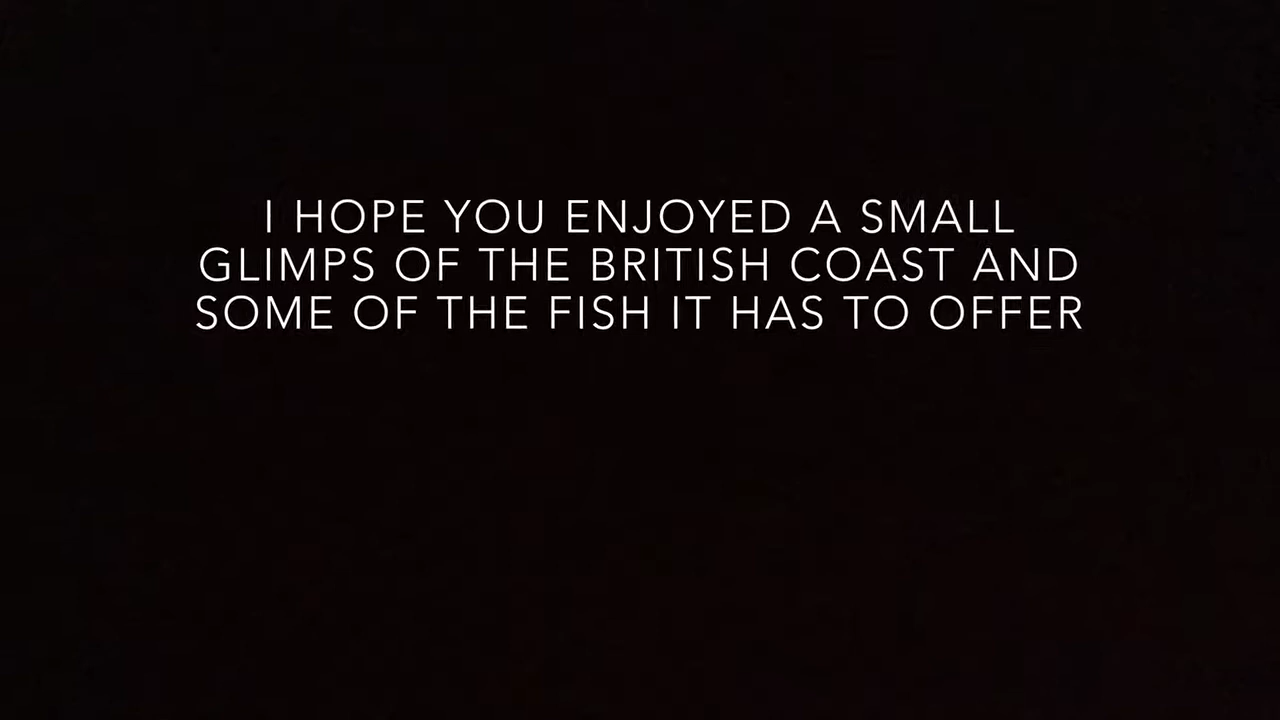 I HOPE YOU ENJOYED A SMALL
GLIMPS OF THE BRITISH COAST AND
SOME OF THE FISH IT HAS TO OFFER